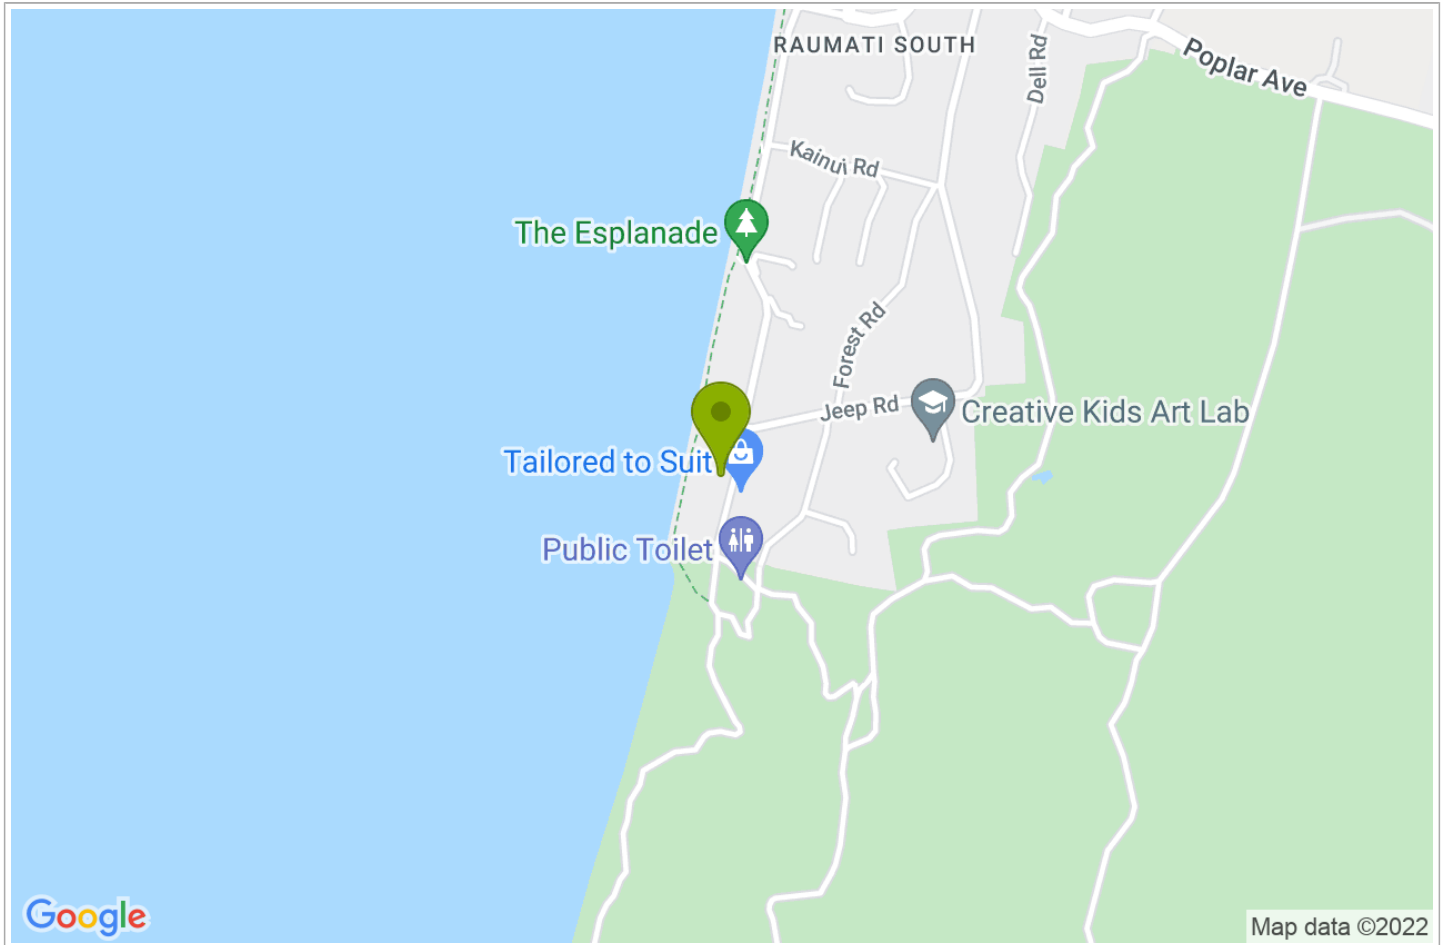 RAUMATI SOUTH
Dell Rd
Poplar Ave
Kainui Rd
The Esplanade
Forest Rd
Jeep Rd
Creative Kids Art Lab
Tailored to Suit
Public Toilet
Google
Map data ©2022